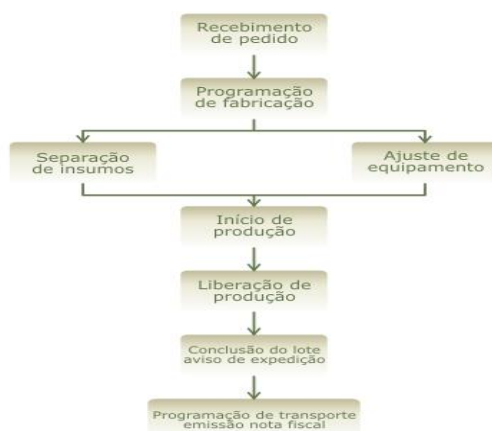 Recebimento
de pedido
Programação
de fabricação
Separação
de insumos
Ajuste de
equipamento
Início de
produção
Liberação de
produção
Conclusão do lote
aviso de expedição
Programação de transporte
emissão nota fiscal